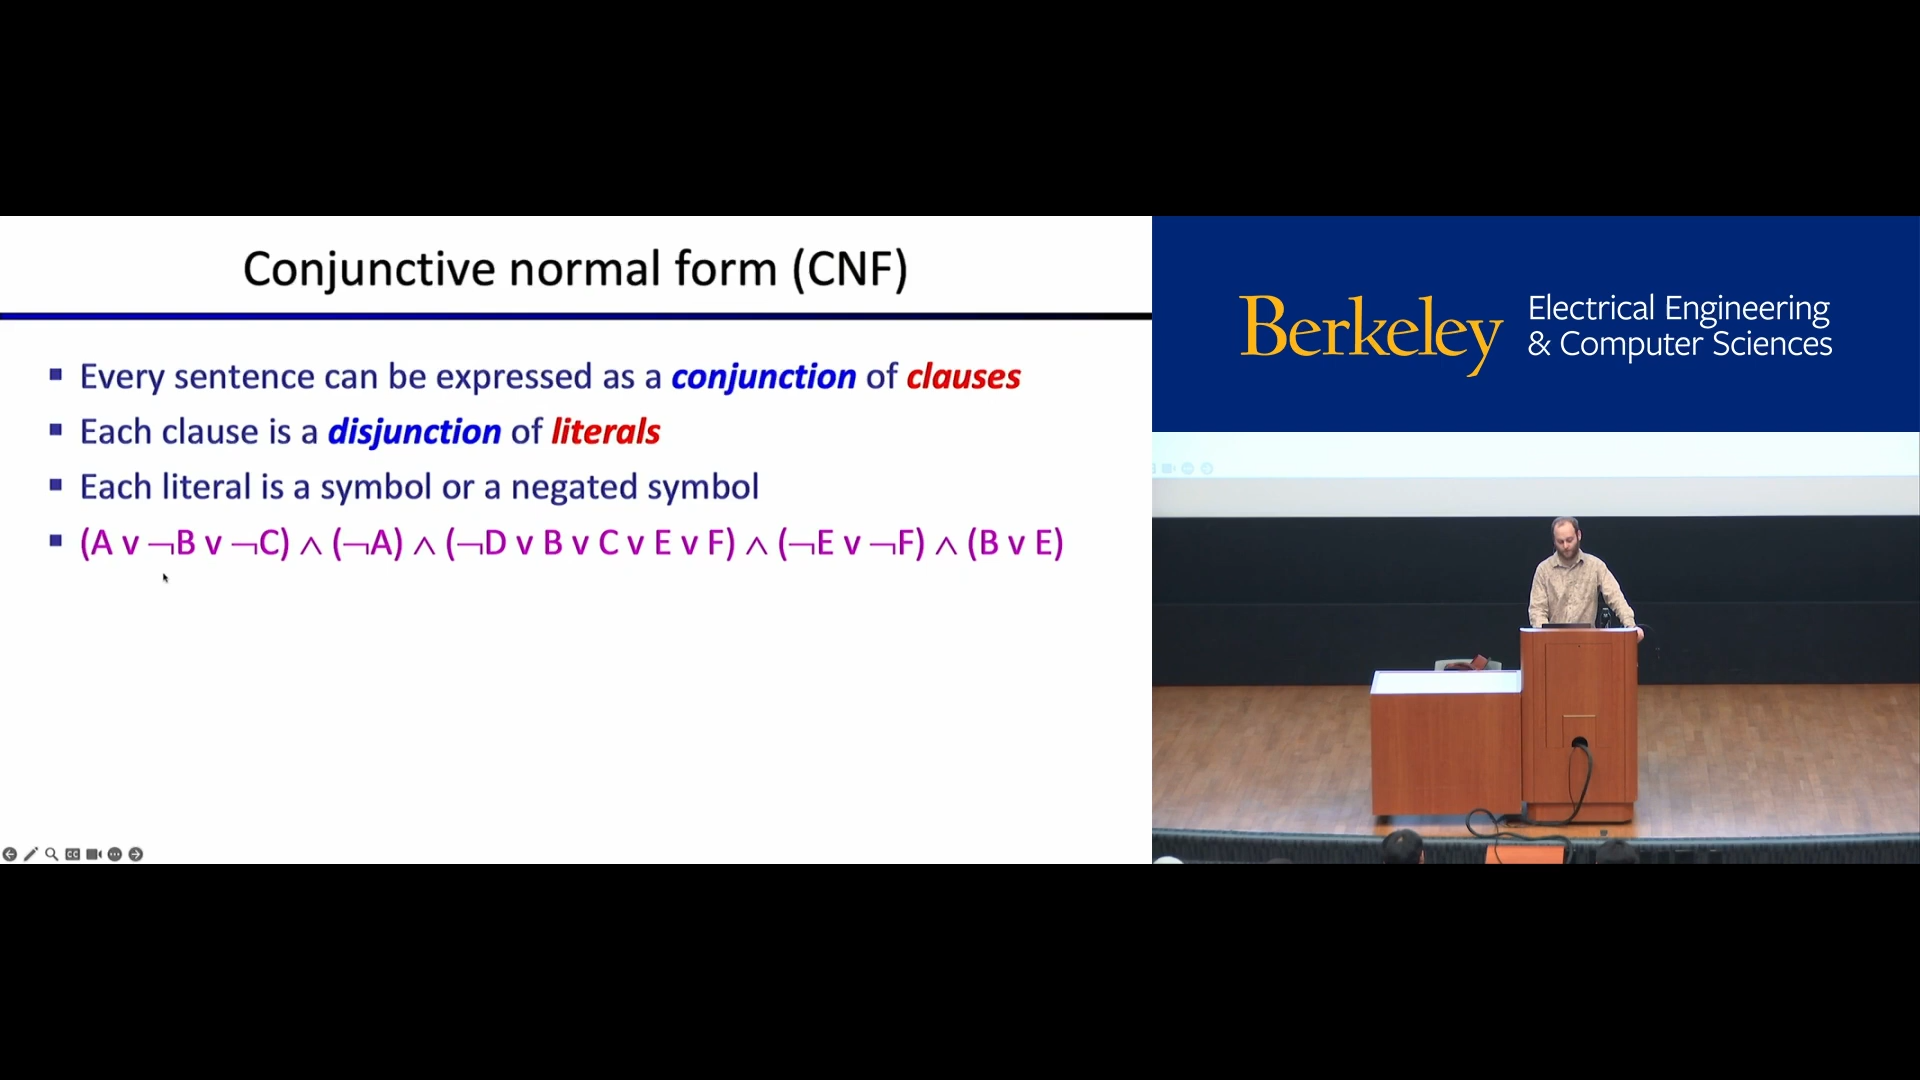 Conjunctive normal form (CNF)
Every sentence can be expressed as a conjunction of clauses
Each clause is a disjunction of literals
Each literal is a symbol or a negated symbol
(A v ¬B v ¬C) ∧ (¬A) ∧ (¬D v B v C v E v F) ∧ (¬E v ¬F) ∧ (B v E)
Berkeley
Electrical Engineering
& Computer Sciences